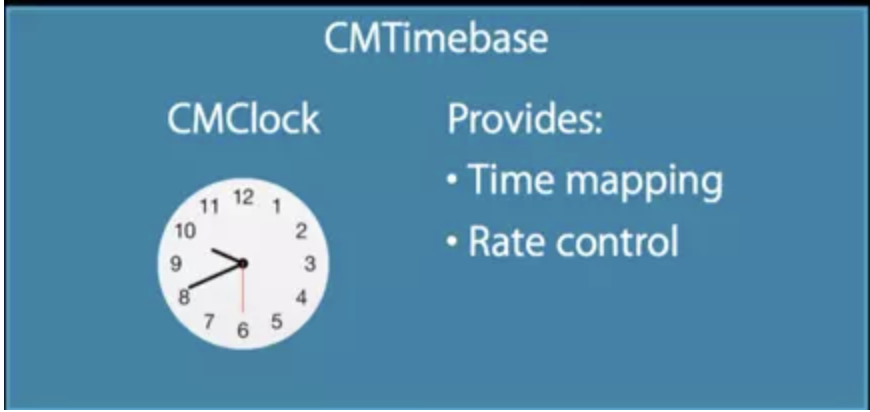 CMTimebase
CMClock
Provides:
• Time mapping
• Rate control
12
11
1
10
2
9
3
8
4
7
5
6